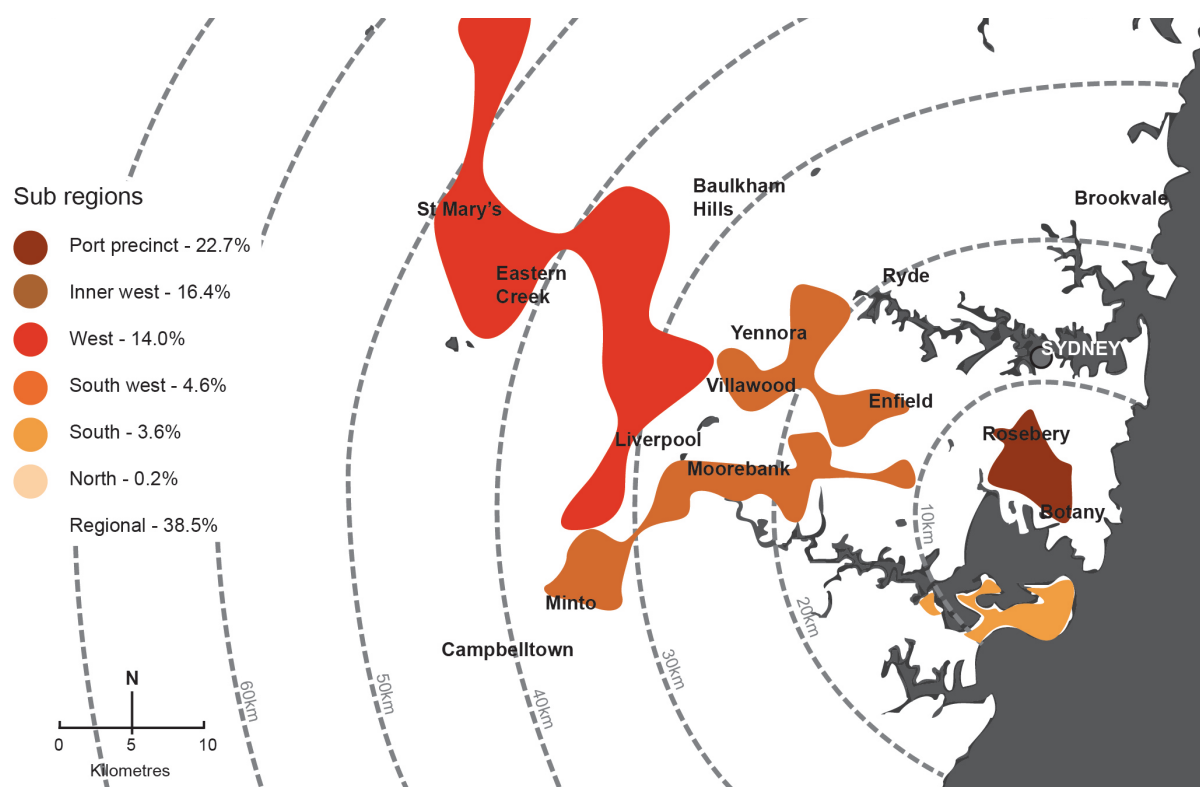 Baulkham
Hills
Brookvale
Sub regions
St Mary's
Port precinct - 22.7%
Eastern
Creek
Ryde
Inner west - 16.4%
Yennora
West - 14.0%
SYDNEY
South west - 4.6%
Villawood
Enfield
South - 3.6%
Liverpool
Rosebery
North - 0.2%
Moorebank
Regional - 38.5%
Botany
10km
Minto
20km
Campbelltown
30km
N
60km
50km
40km
0 5 10
Kilometres